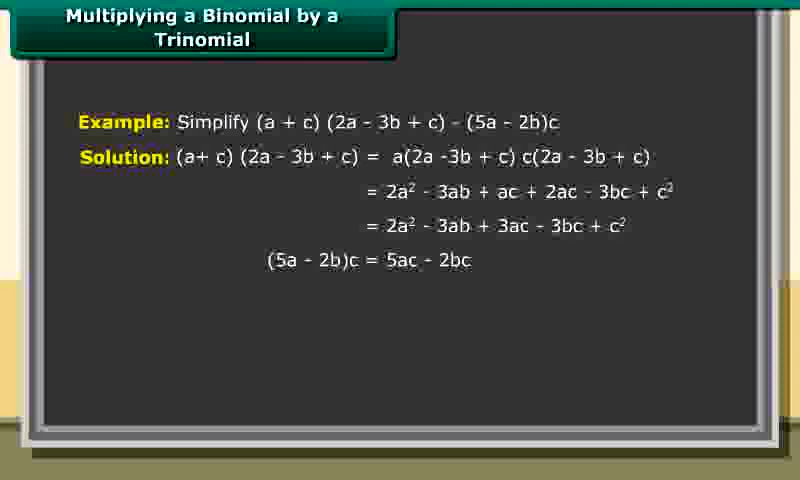 Multiplying a Binomial by a
Trinomial
Example: Simplify (a + c) (2a - 3b + c) - (5a - 2b)c
Solution: (a+ c) (2a - 3b + c) = a(2a -3b + c) c(2a - 3b + c)
= 2a² - 3ab + ac + 2ac - 3bc + c²
= 2a² - 3ab + 3ac - 3bc + c²
(5a - 2b)c = 5ac - 2bc